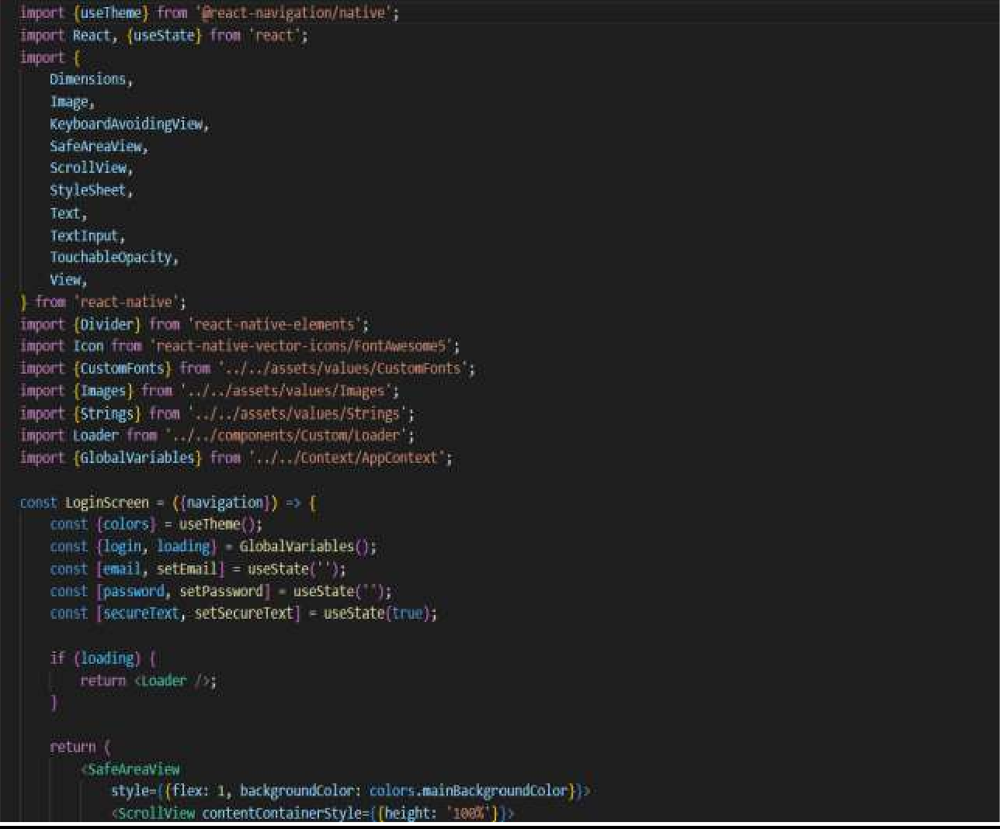 import {useTheme} from '@react-navigation/native';
import React, {useState} from 'react';
import {
    Dimensions,
    Image,
    KeyboardAvoidingView,
    SafeAreaView,
    ScrollView,
    StyleSheet,
    Text,
    TextInput,
    TouchableOpacity,
    View,
} from 'react-native';
import {Divider} from 'react-native-elements';
import Icon from 'react-native-vector-icons/FontAwesome5';
import {CustomFonts} from '../../assets/values/CustomFonts';
import {Images} from '../../assets/values/Images';
import {Strings} from '../../assets/values/Strings';
import Loader from '../../components/Custom/Loader';
import {GlobalVariables} from '../../Context/AppContext';

const LoginScreen = ({navigation}) => {
    const {colors} = useTheme();
    const {login, loading} = GlobalVariables();
    const [email, setEmail] = useState('');
    const [password, setPassword] = useState('');
    const [secureText, setSecureText] = useState(true);

    if (loading) {
        return <Loader />;
    }

    return (
        <SafeAreaView
            style={{flex: 1, backgroundColor: colors.mainBackgroundColor}}>
            <ScrollView contentContainerStyle={{height: '100%'}}>